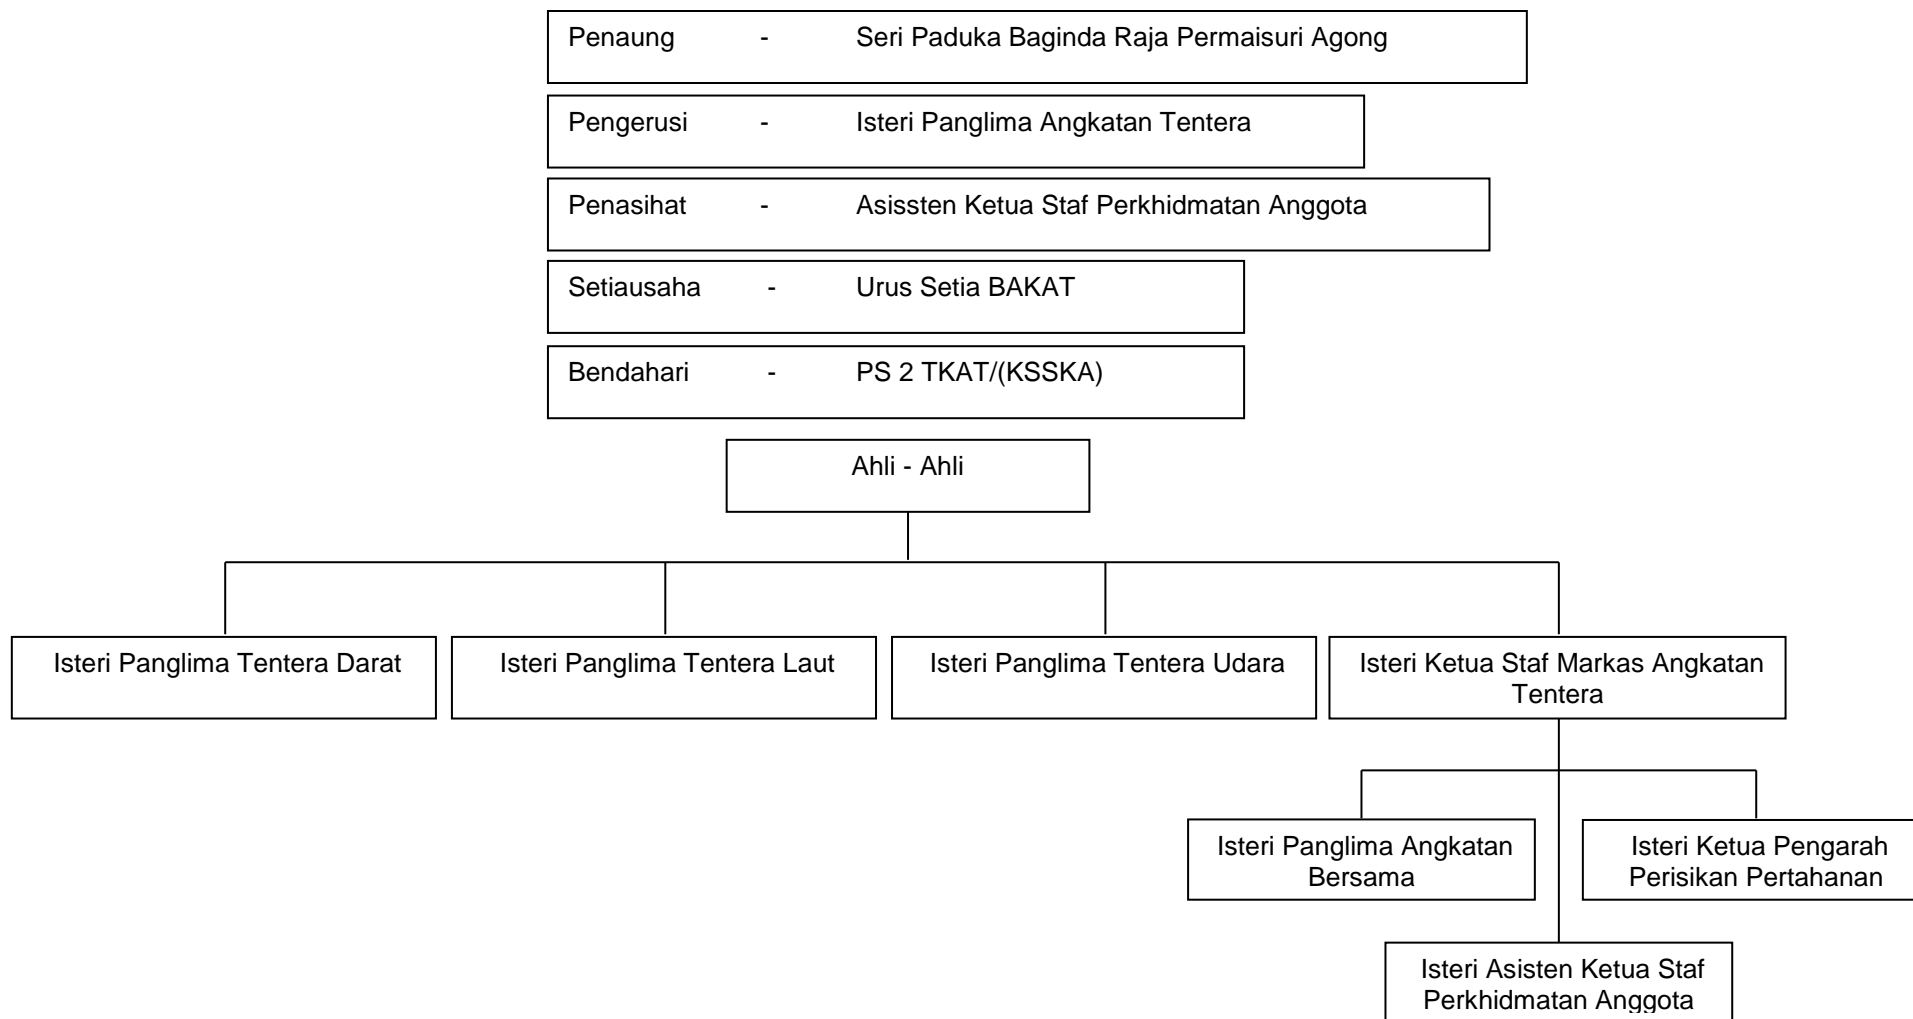 Penaung - Seri Paduka Baginda Raja Permaisuri Agong
Pengerusi - Isteri Panglima Angkatan Tentera
Penasihat - Asissten Ketua Staf Perkhidmatan Anggota
Setiausaha - Urus Setia BAKAT
Bendahari - PS 2 TKAT/(KSSKA)
Ahli - Ahli
Isteri Panglima Tentera Darat
Isteri Panglima Tentera Laut
Isteri Panglima Tentera Udara
Isteri Ketua Staf Markas Angkatan
Tentera
Isteri Panglima Angkatan
Bersama
Isteri Ketua Pengarah
Perisikan Pertahanan
Isteri Asisten Ketua Staf
Perkhidmatan Anggota